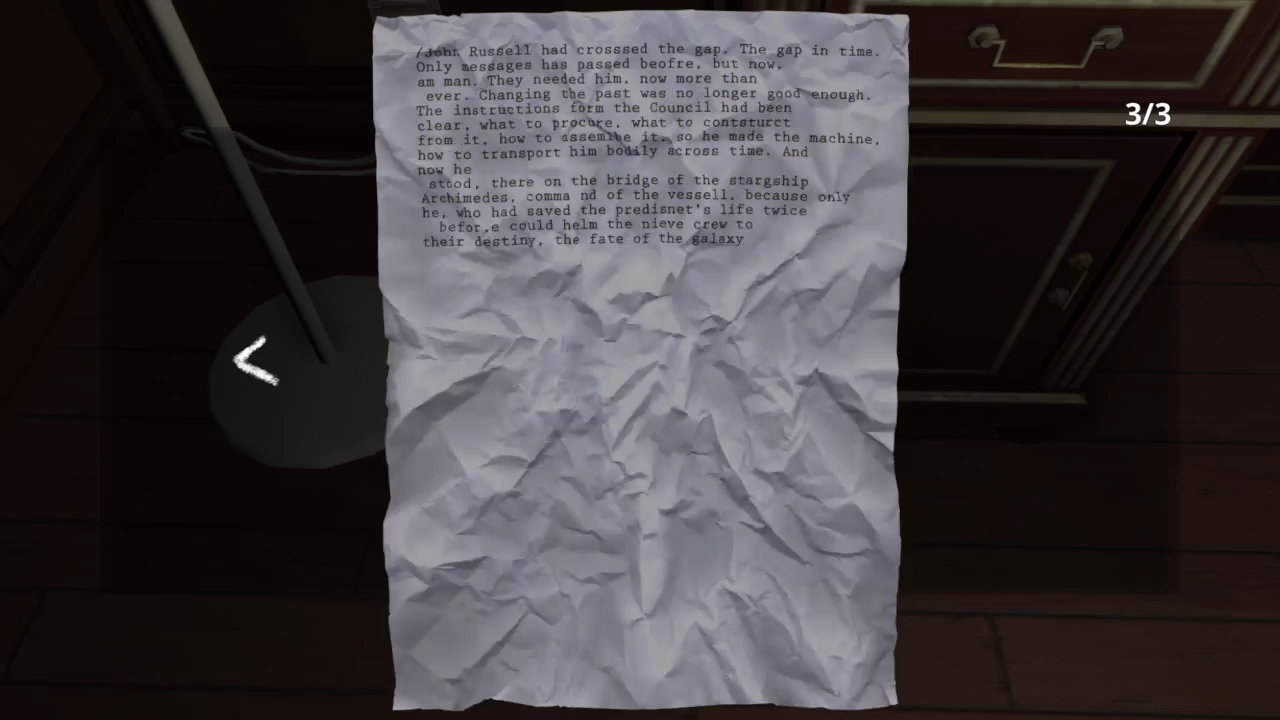 /John Russell had crosssed the gap. The gap in time.
Only messages has passed beofre, but now,
am man. They needed him, now more than
ever. Changing the past was no longer good enough.
The instructions form the Council had been
clear, what to procure, what to contsturct
from it, how to assemlbe it, so he made the machine,
how to transport him bodily across time. And
now he
stood, there on the bridge of the stargship
Archimedes, comma nd of the vessell, because only
he, who had saved the predisnet's life twice
befor,e could helm the nieve crew to
their destiny, the fate of the galaxy
3/3